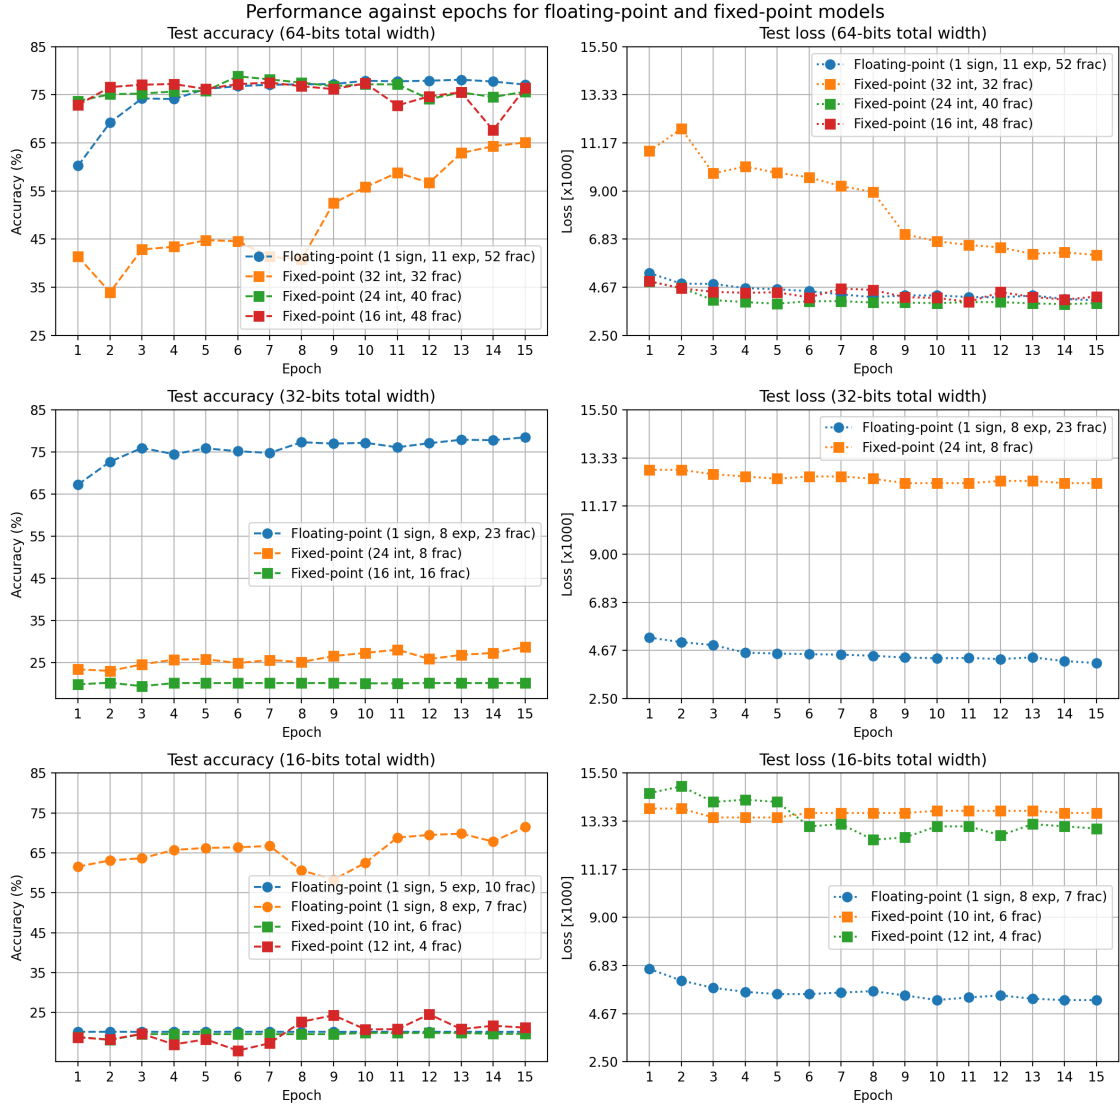 Performance against epochs for floating-point and fixed-point models
Test accuracy (64-bits total width)
85
75
65
55
45
35
25
Accuracy (%)
Floating-point (1 sign, 11 exp, 52 frac)
Fixed-point (32 int, 32 frac)
Fixed-point (24 int, 40 frac)
Fixed-point (16 int, 48 frac)
1 2 3 4 5 6 7 8 9 10 11 12 13 14 15
Epoch
Test loss (64-bits total width)
15.50
13.33
11.17
9.00
6.83
4.67
2.50
Loss [x1000]
Floating-point (1 sign, 11 exp, 52 frac)
Fixed-point (32 int, 32 frac)
Fixed-point (24 int, 40 frac)
Fixed-point (16 int, 48 frac)
1 2 3 4 5 6 7 8 9 10 11 12 13 14 15
Epoch
Test accuracy (32-bits total width)
85
75
65
55
45
35
25
Accuracy (%)
Floating-point (1 sign, 8 exp, 23 frac)
Fixed-point (24 int, 8 frac)
Fixed-point (16 int, 16 frac)
1 2 3 4 5 6 7 8 9 10 11 12 13 14 15
Epoch
Test loss (32-bits total width)
15.50
13.33
11.17
9.00
6.83
4.67
2.50
Loss [x1000]
Floating-point (1 sign, 8 exp, 23 frac)
Fixed-point (24 int, 8 frac)
1 2 3 4 5 6 7 8 9 10 11 12 13 14 15
Epoch
Test accuracy (16-bits total width)
85
75
65
55
45
35
25
Accuracy (%)
Floating-point (1 sign, 5 exp, 10 frac)
Floating-point (1 sign, 8 exp, 7 frac)
Fixed-point (10 int, 6 frac)
Fixed-point (12 int, 4 frac)
1 2 3 4 5 6 7 8 9 10 11 12 13 14 15
Epoch
Test loss (16-bits total width)
15.50
13.33
11.17
9.00
6.83
4.67
2.50
Loss [x1000]
Floating-point (1 sign, 8 exp, 7 frac)
Fixed-point (10 int, 6 frac)
Fixed-point (12 int, 4 frac)
1 2 3 4 5 6 7 8 9 10 11 12 13 14 15
Epoch